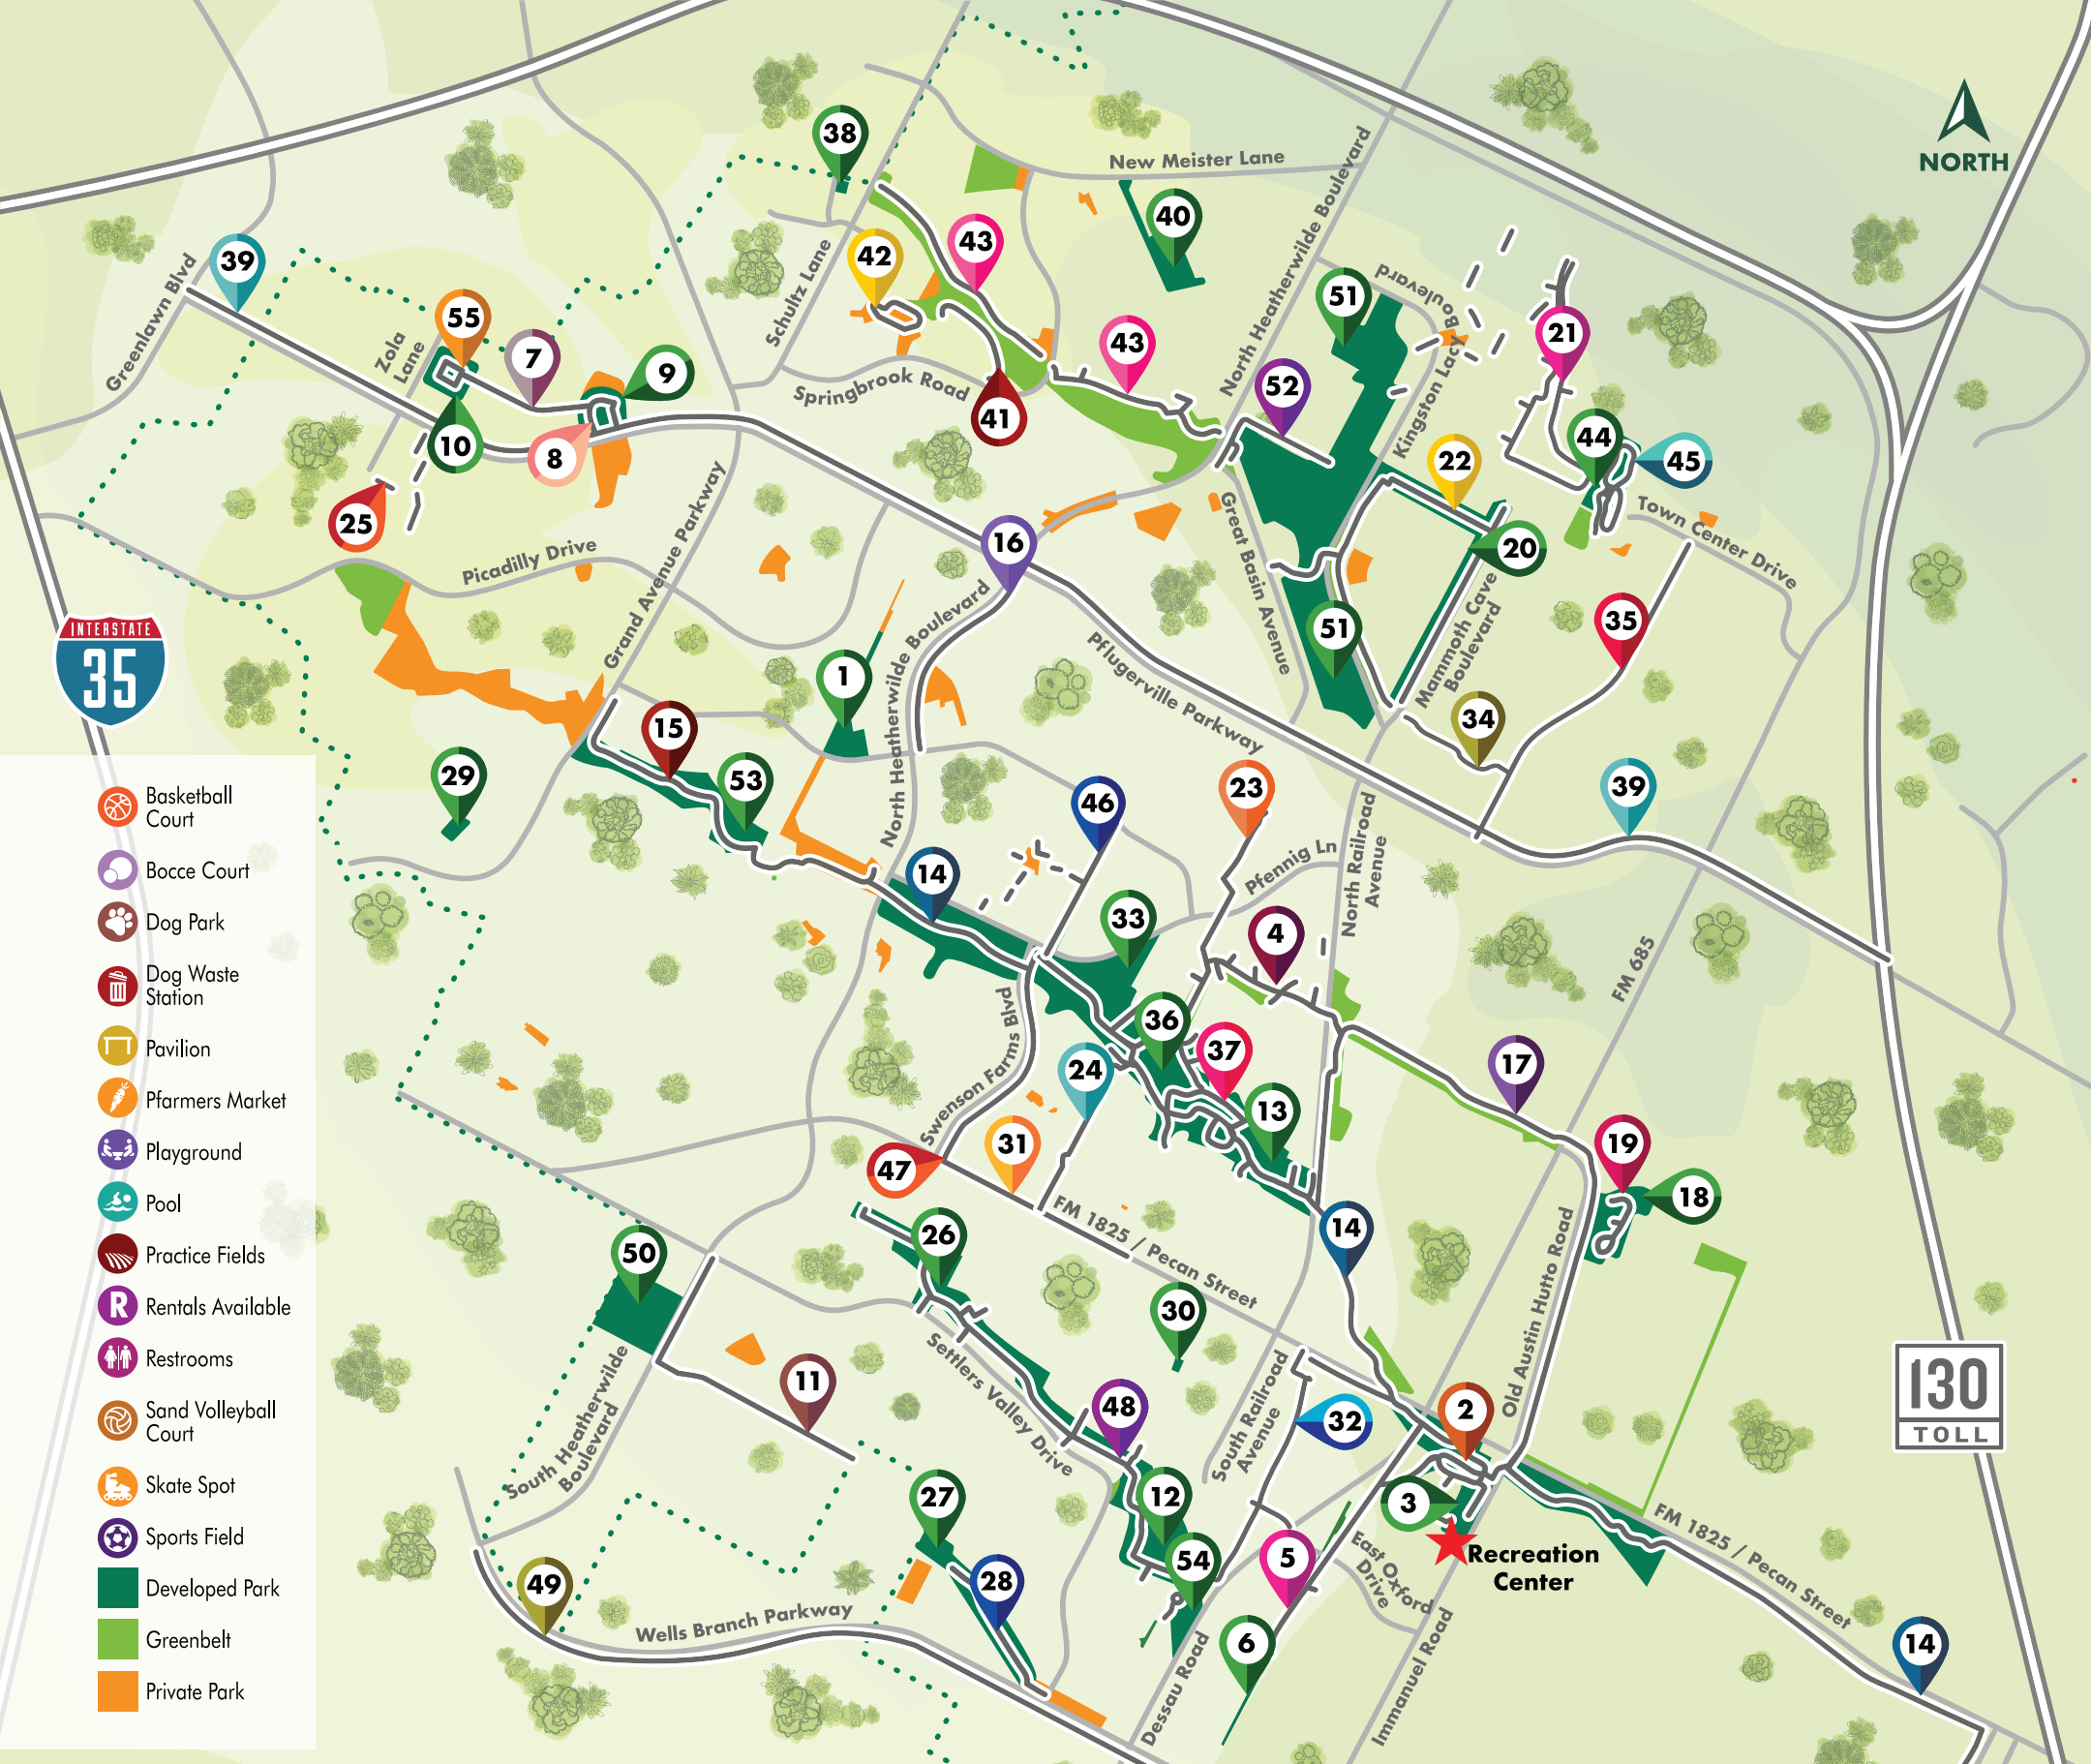 38
New Meister Lane
NORTH
40
43
42
39
Greenlawn Blvd
Schultz Lane
North Heatherwilde Boulevard
Kingston Lacy Boulevard
51
55
Zola
Lane
7
9
21
43
52
Springbrook Road
41
10
8
22
44
45
25
Town Center Drive
Grand Avenue Parkway
Great Basin Avenue
16
20
Picadilly Drive
INTERSTATE
35
Mammoth Cave
Boulevard
51
35
1
North Heatherwilde Boulevard
Pflugerville Parkway
15
34
29
53
46
23
39
14
Pfennig Ln
North Railroad
Avenue
33
4
FM 685
36
37
24
17
Swenson Farms Blvd
13
31
47
19
18
FM 1825 / Pecan Street
26
14
50
30
Old Austin Hutto Road
Settlers Valley Drive
South Heatherwilde
Boulevard
11
48
South Railroad
Avenue
32
2
130
TOLL
27
12
3
54
5
East Oxford
Drive
Recreation
Center
FM 1825 / Pecan Street
49
28
Wells Branch Parkway
6
Dessau Road
Immanuel Road
14
Basketball
Court
Bocce Court
Dog Park
Dog Waste
Station
Pavilion
Pfarmers Market
Playground
Pool
Practice Fields
R
Rentals Available
Restrooms
Sand Volleyball
Court
Skate Spot
Sports Field
Developed Park
Greenbelt
Private Park